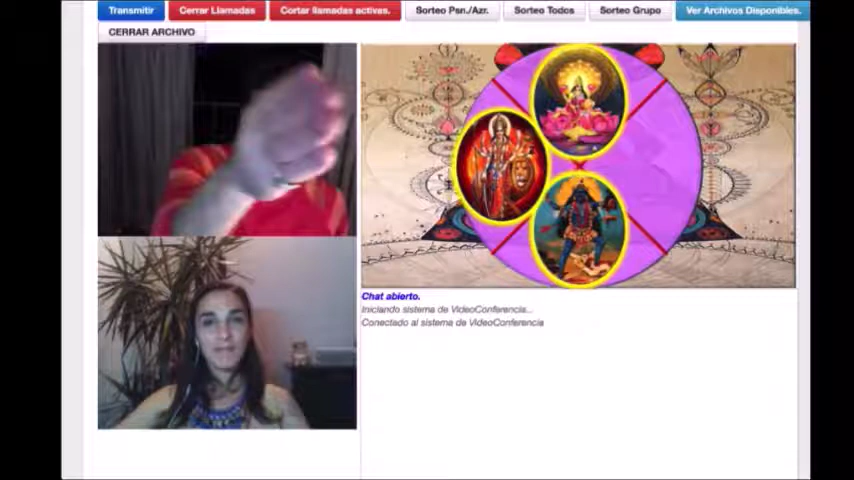 Transmitir
Cerrar Llamadas
Cortar llamadas activas.
Sorteo Psn./Azr.
Sorteo Todos
Sorteo Grupo
Ver Archivos Disponibles.
CERRAR ARCHIVO
Chat abierto.
Iniciando sistema de VideoConferencia...
Conectado al sistema de VideoConferencia